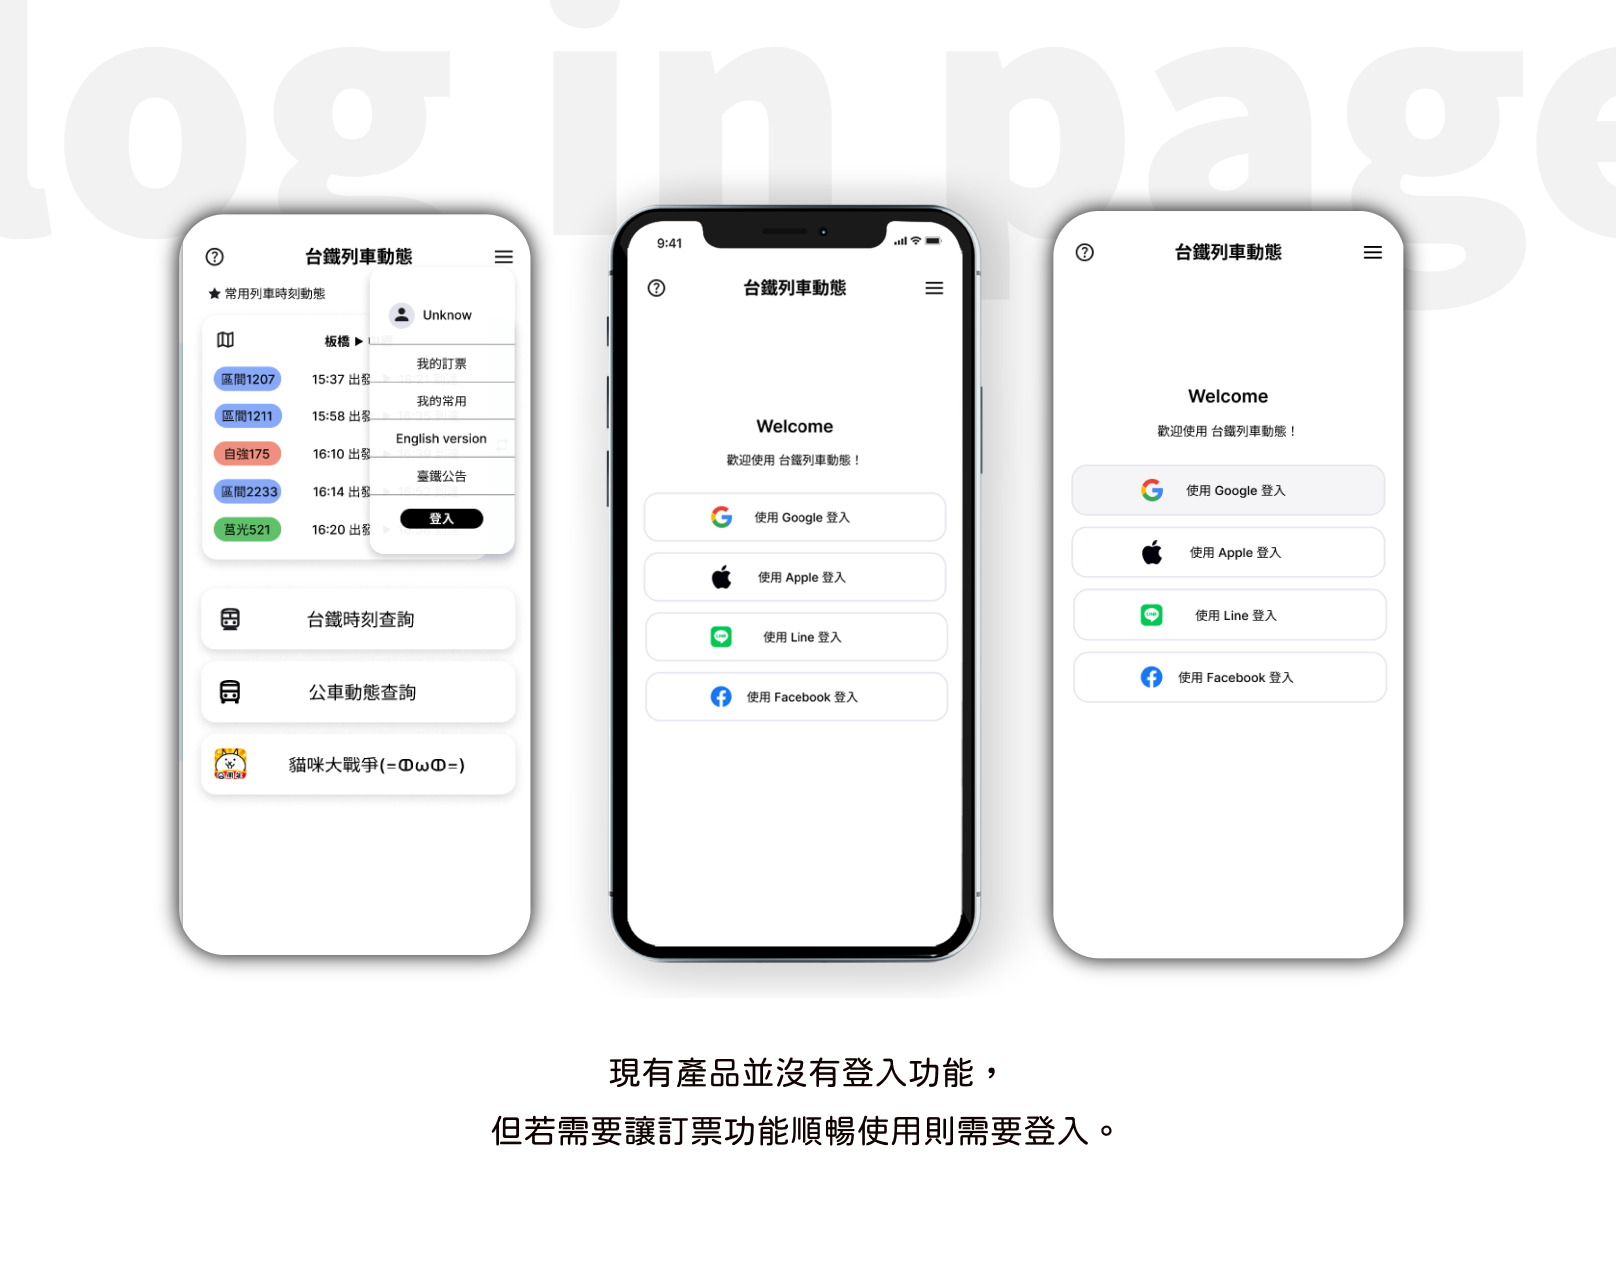 log in page
台鐵列車動態
★ 常用列車時刻動態
板橋 ▶
區間1207 15:37 出發
區間1211 15:58 出發
自強175 16:10 出發
區間2233 16:14 出發
莒光521 16:20 出發
Unknow
我的訂票
我的常用
English version
臺鐵公告
登入
台鐵時刻查詢
公車動態查詢
貓咪大戰爭(=ↀωↀ=)
9:41
台鐵列車動態
Welcome
歡迎使用 台鐵列車動態！
使用 Google 登入
使用 Apple 登入
使用 Line 登入
使用 Facebook 登入
台鐵列車動態
Welcome
歡迎使用 台鐵列車動態！
使用 Google 登入
使用 Apple 登入
使用 Line 登入
使用 Facebook 登入
現有產品並沒有登入功能，
但若需要讓訂票功能順暢使用則需要登入。